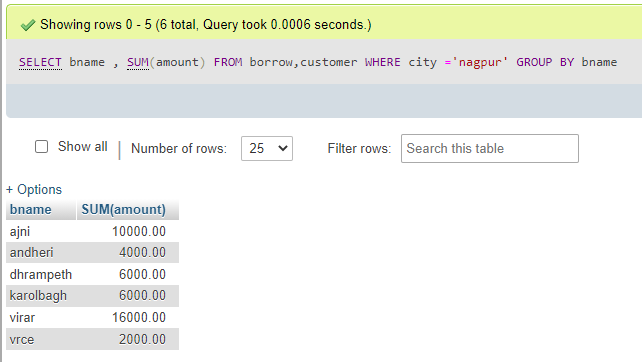 Showing rows 0 - 5 (6 total, Query took 0.0006 seconds.)
SELECT bname , SUM(amount) FROM borrow,customer WHERE city ='nagpur' GROUP BY bname
Show all | Number of rows: 25 Filter rows: Search this table
+ Options
bname SUM(amount)
ajni 10000.00
andheri 4000.00
dhrampeth 6000.00
karolbagh 6000.00
virar 16000.00
vrce 2000.00